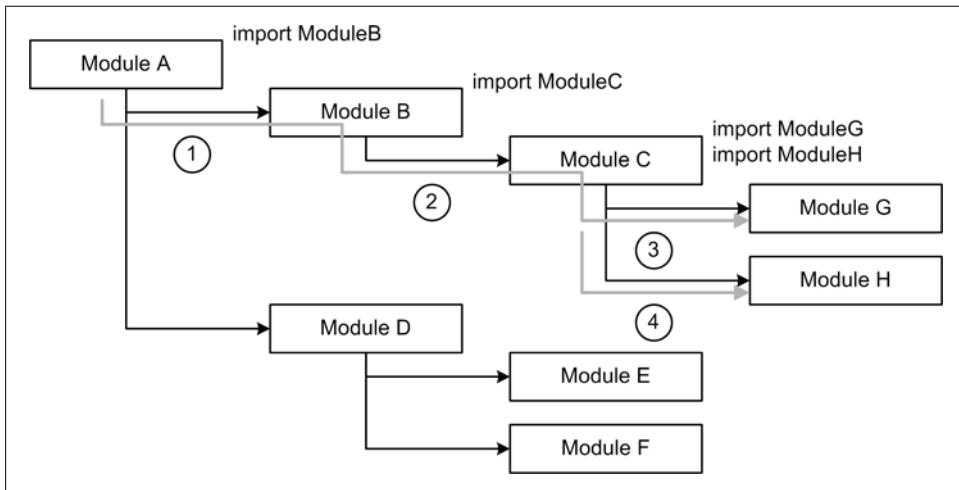 import ModuleB
Module A
import ModuleC
Module B
1
import ModuleG
import ModuleH
Module C
2
Module G
3
Module H
4
Module D
Module E
Module F